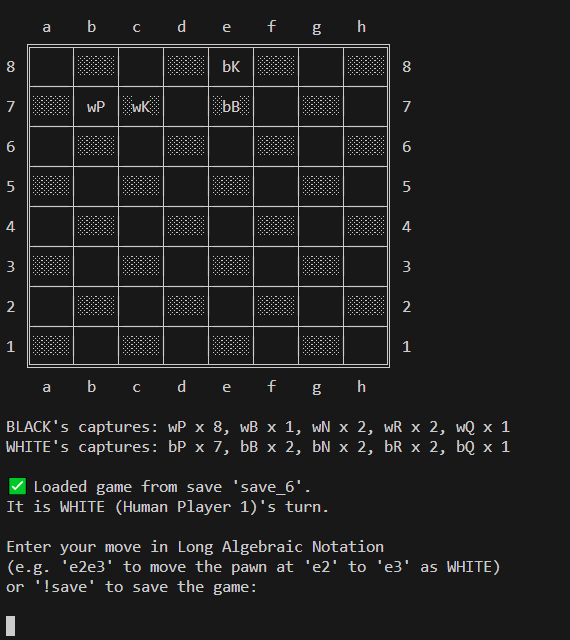 a b c d e f g h
8 bK 8
7 wP wK bB 7
6 6
5 5
4 4
3 3
2 2
1 1
a b c d e f g h
BLACK's captures: wP x 8, wB x 1, wN x 2, wR x 2, wQ x 1
WHITE's captures: bP x 7, bB x 2, bN x 2, bR x 2, bQ x 1
✅ Loaded game from save 'save_6'.
It is WHITE (Human Player 1)'s turn.
Enter your move in Long Algebraic Notation
(e.g. 'e2e3' to move the pawn at 'e2' to 'e3' as WHITE)
or '!save' to save the game: